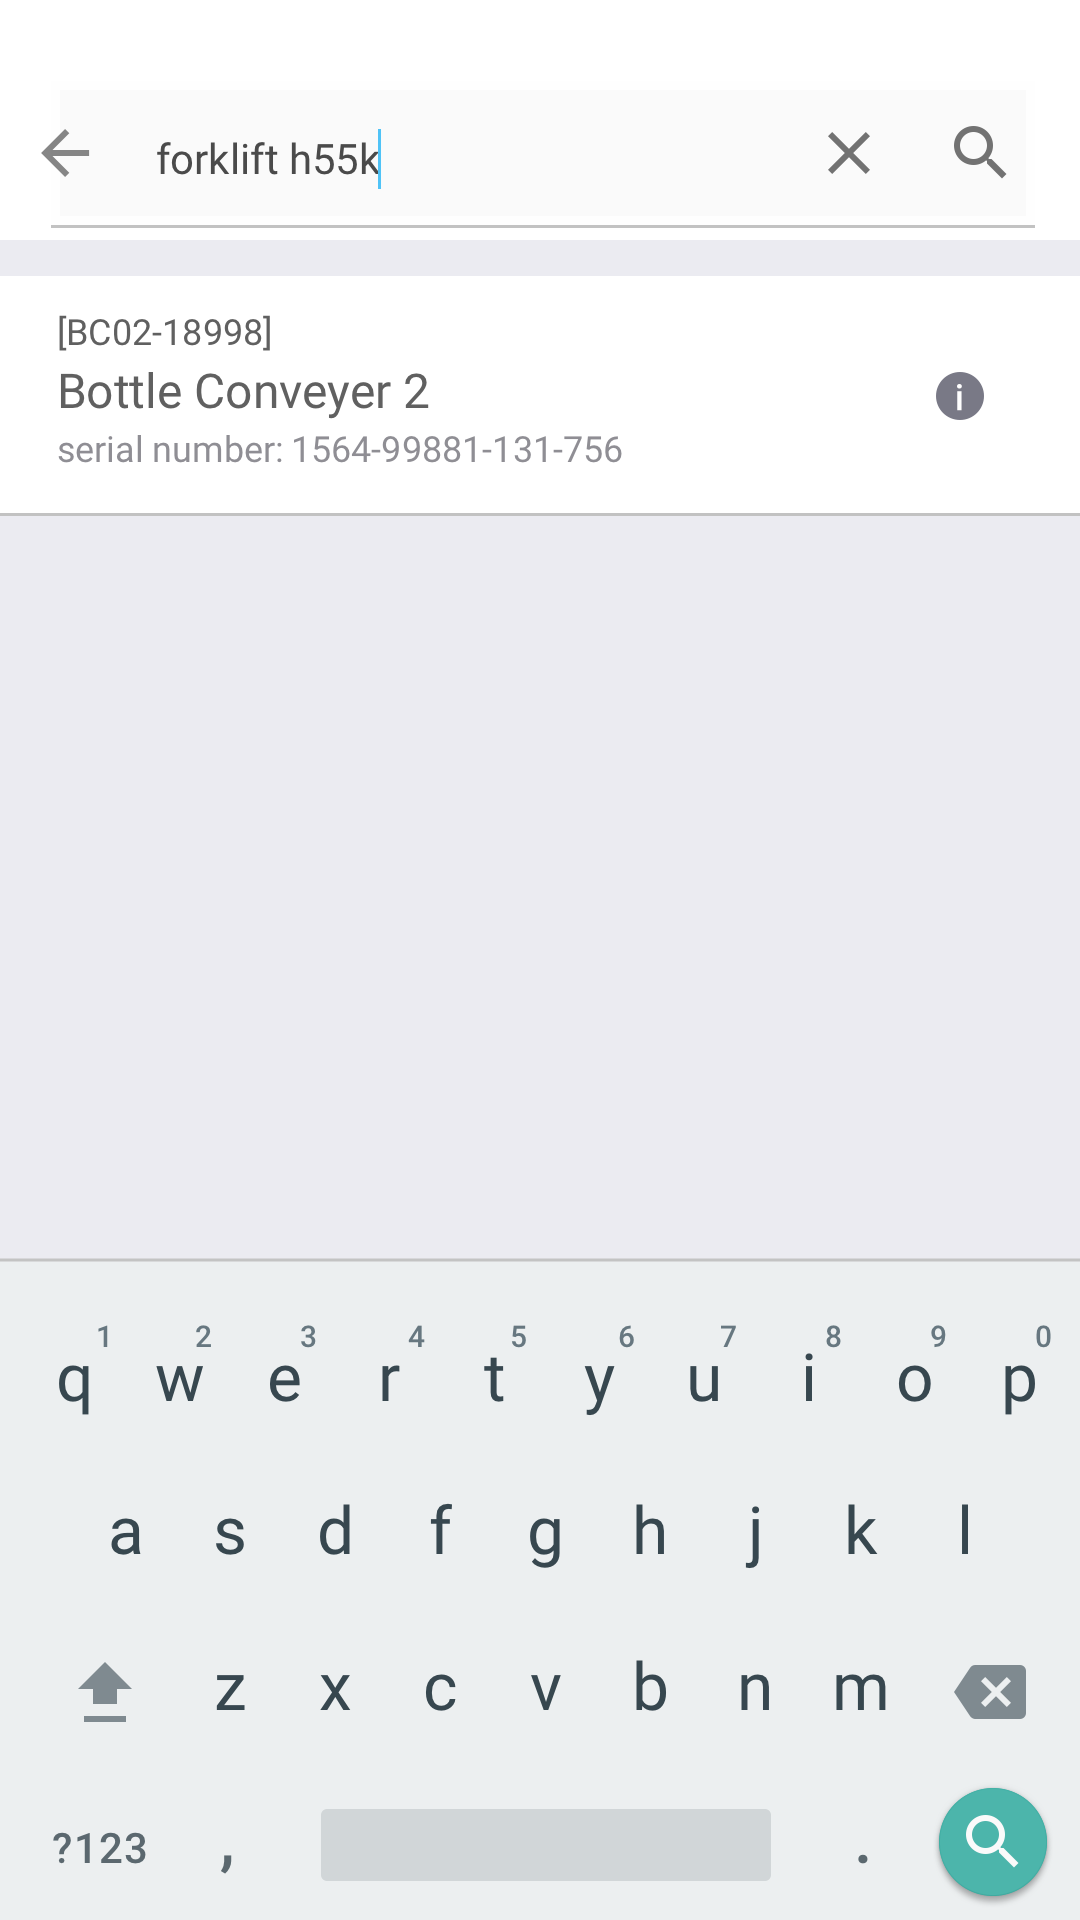 forklift h55k
[BC02-18998]
Bottle Conveyer 2
i
serial number: 1564-99881-131-756
1 2 3 4 5 6 7 8 9 0
q w e r t y u i o p
a s d f g h j k l
z x c v b n m
?123 , .